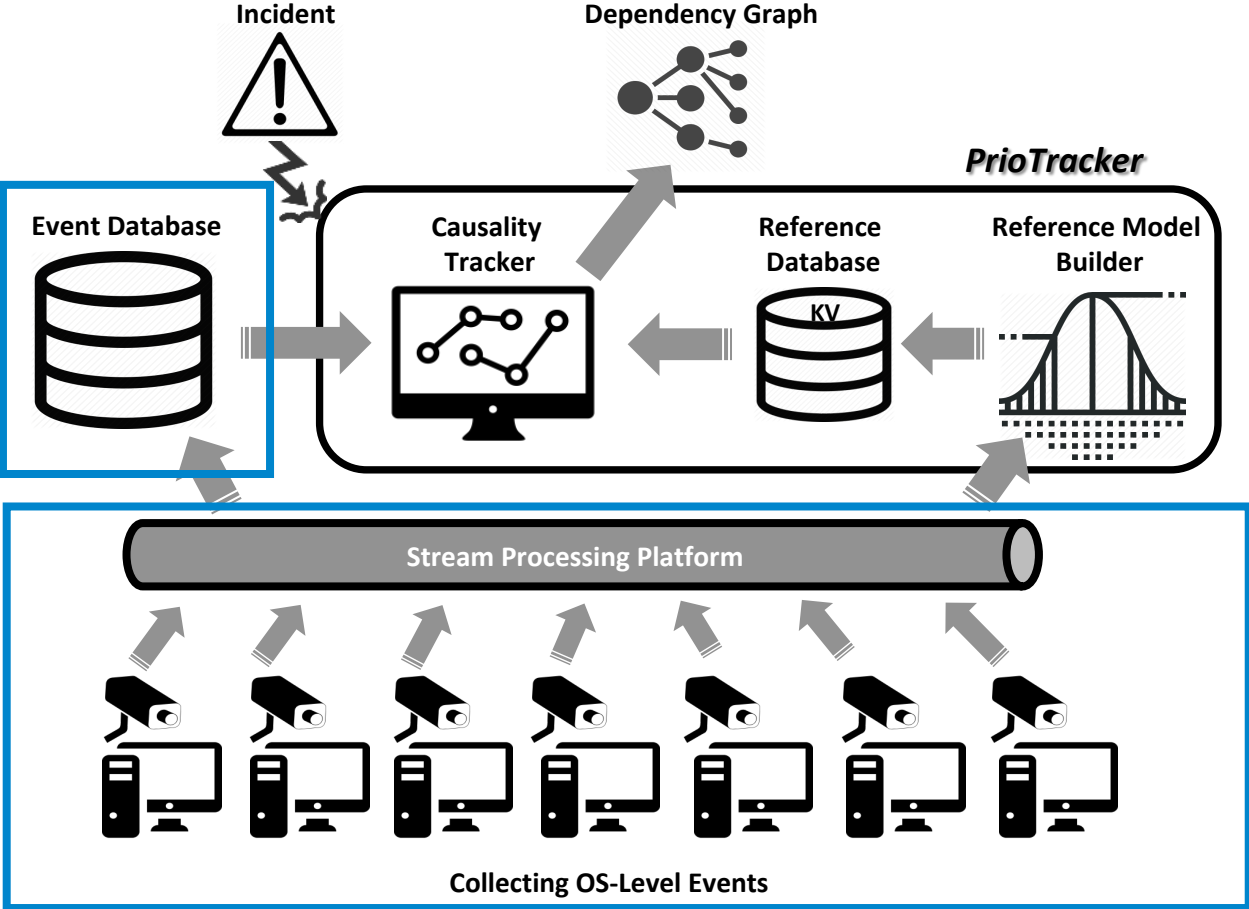 Incident
Dependency Graph
PrioTracker
Event Database
Causality
Tracker
Reference
Database
Reference Model
Builder
KV
Stream Processing Platform
Collecting OS-Level Events